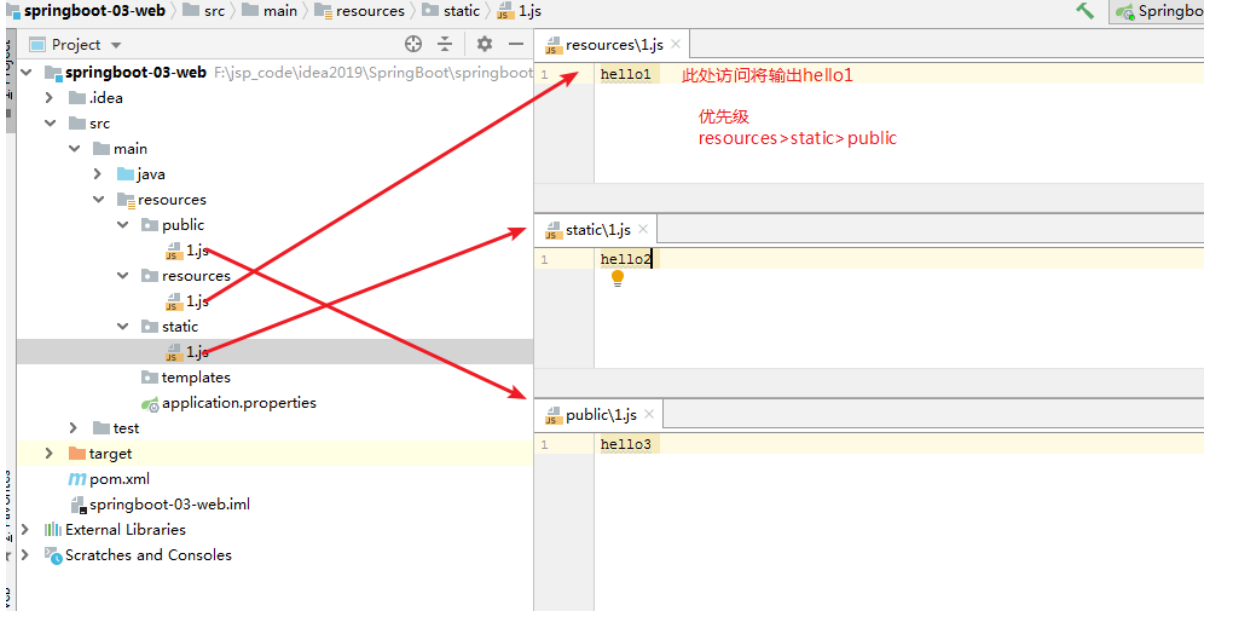 springboot-03-web src main resources static 1.js
Springbo
Project
springboot-03-web F:\jsp_code\idea2019\SpringBoot\springboot
.idea
src
main
java
resources
public
1.js
resources
1.js
static
1.js
templates
application.properties
test
target
pom.xml
springboot-03-web.iml
External Libraries
Scratches and Consoles
resources\1.js
1 hello1 此处访问将输出hello1
优先级
resources>static>public
static\1.js
1 hello2
public\1.js
1 hello3